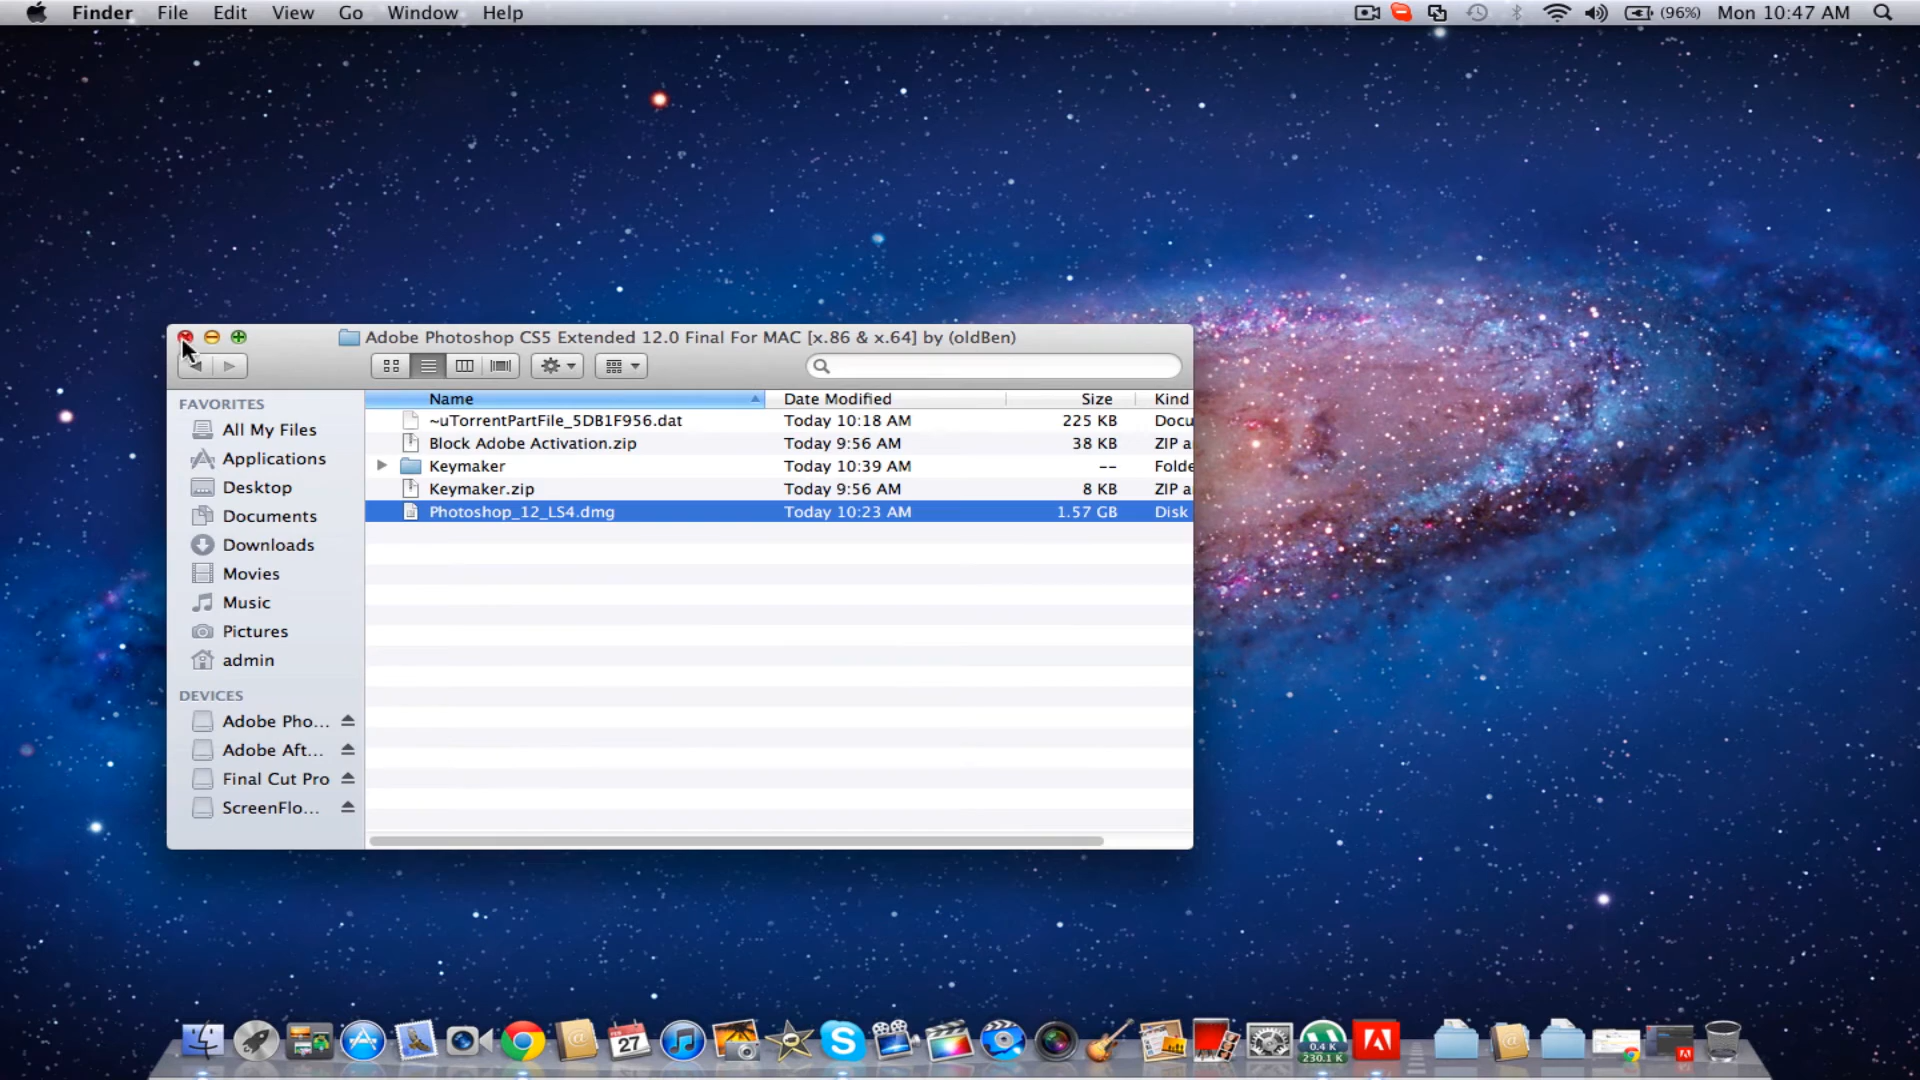 Finder File Edit View Go Window Help (96%) Mon 10:47 AM
Adobe Photoshop CS5 Extended 12.0 Final For MAC [x.86 & x.64] by (oldBen)
FAVORITES
All My Files
Applications
Desktop
Documents
Downloads
Movies
Music
Pictures
admin
DEVICES
Adobe Pho...
Adobe Aft...
Final Cut Pro
ScreenFlo...
Name Date Modified Size Kind
~uTorrentPartFile_5DB1F956.dat Today 10:18 AM 225 KB Docu
Block Adobe Activation.zip Today 9:56 AM 38 KB ZIP a
Keymaker Today 10:39 AM -- Folde
Keymaker.zip Today 9:56 AM 8 KB ZIP a
Photoshop_12_LS4.dmg Today 10:23 AM 1.57 GB Disk
FEB
27
0.4 K
230.1 K